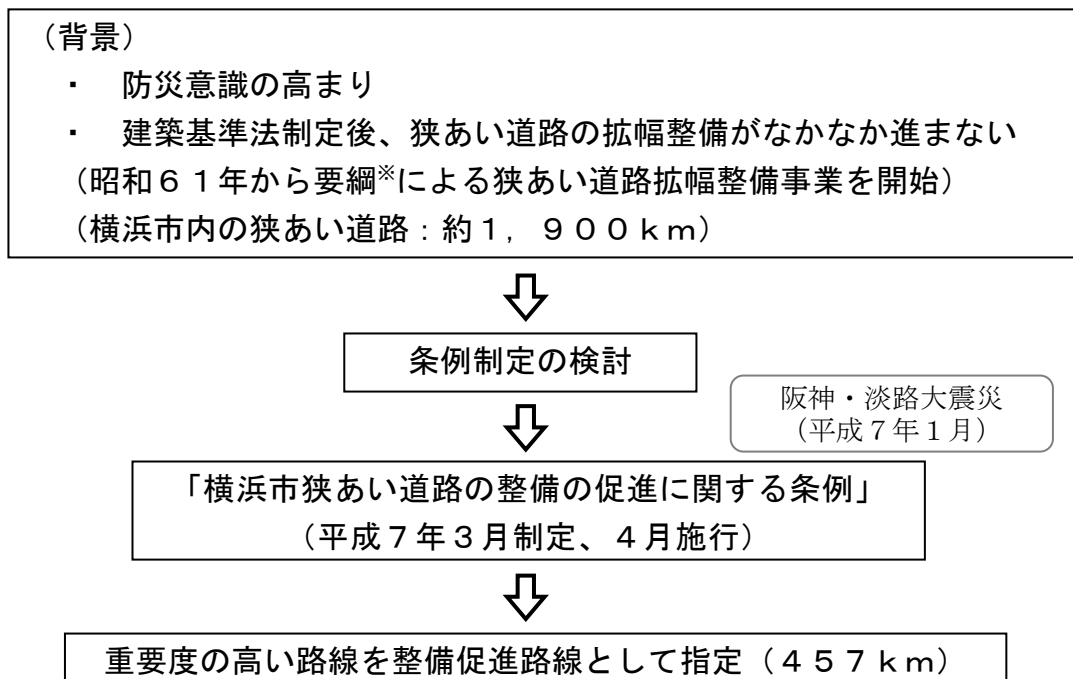 （背景）
・　防災意識の高まり
・　建築基準法制定後、狭あい道路の拡幅整備がなかなか進まない
（昭和６１年から要綱※による狭あい道路拡幅整備事業を開始）
（横浜市内の狭あい道路：約１，９００ｋｍ）
条例制定の検討
阪神・淡路大震災
（平成７年１月）
「横浜市狭あい道路の整備の促進に関する条例」
（平成７年３月制定、４月施行）
重要度の高い路線を整備促進路線として指定（４５７ｋｍ）